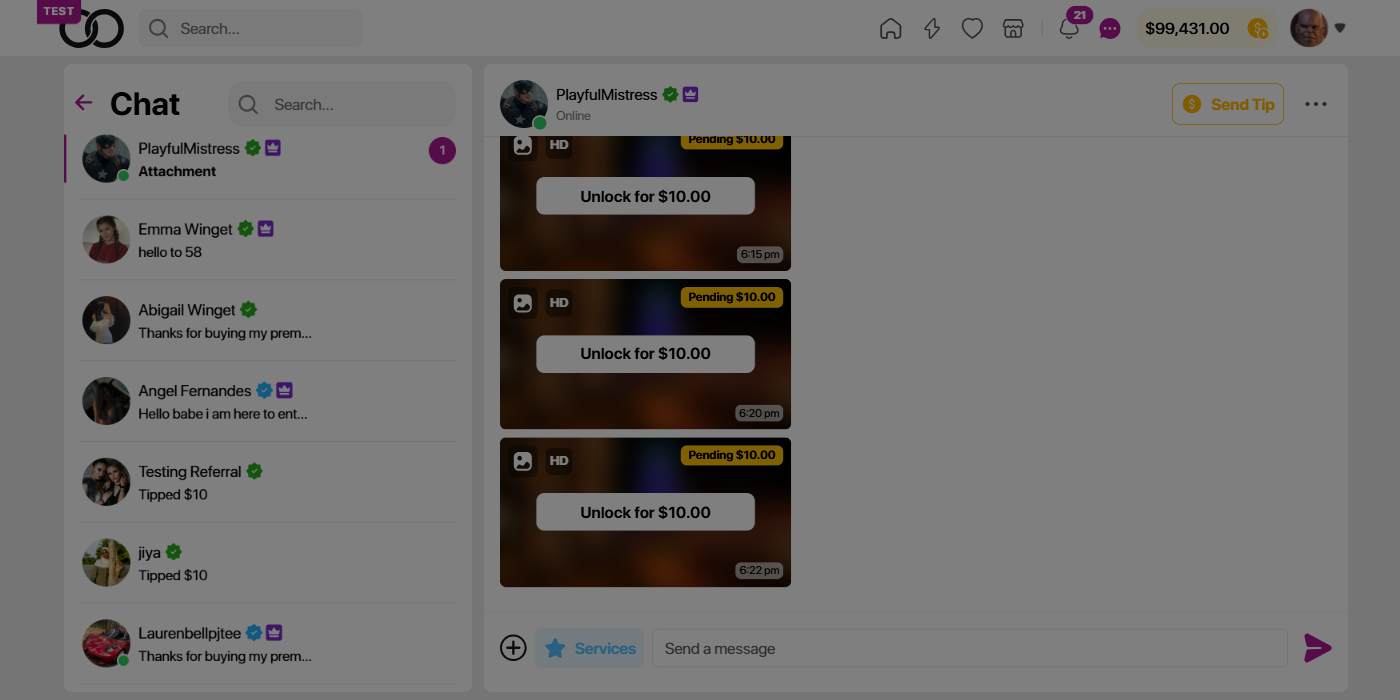 TEST
Search...
21
$99,431.00
Chat
Search...
PlayfulMistress
Attachment
1
Emma Winget
hello to 58
Abigail Winget
Thanks for buying my prem...
Angel Fernandes
Hello babe i am here to ent...
Testing Referral
Tipped $10
jiya
Tipped $10
Laurenbellpjtee
Thanks for buying my prem...
PlayfulMistress
Online
Send Tip
HD
Pending $10.00
Unlock for $10.00
6:15 pm
HD
Pending $10.00
Unlock for $10.00
6:20 pm
HD
Pending $10.00
Unlock for $10.00
6:22 pm
Services
Send a message